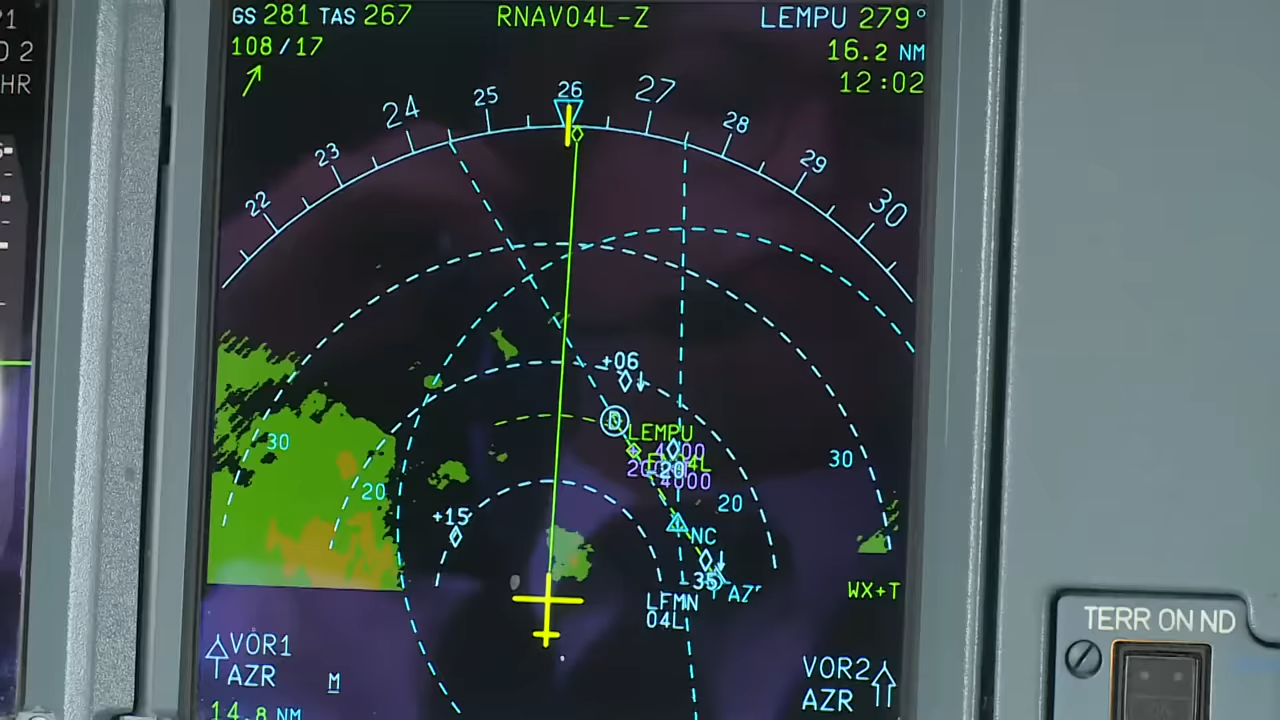 GS 281 TAS 267
108/17
RNAV04L-Z
LEMPU 279°
16.2 NM
12:02
22
23
24
25
26
27
28
29
30
+06
LEMPU
4000
-20
4000
30
20
20
30
+15
NC
-35
AZ
LFMN
04L
WX+T
VOR1
AZR
M
14.8 NM
VOR2
AZR
TERR ON ND
HR